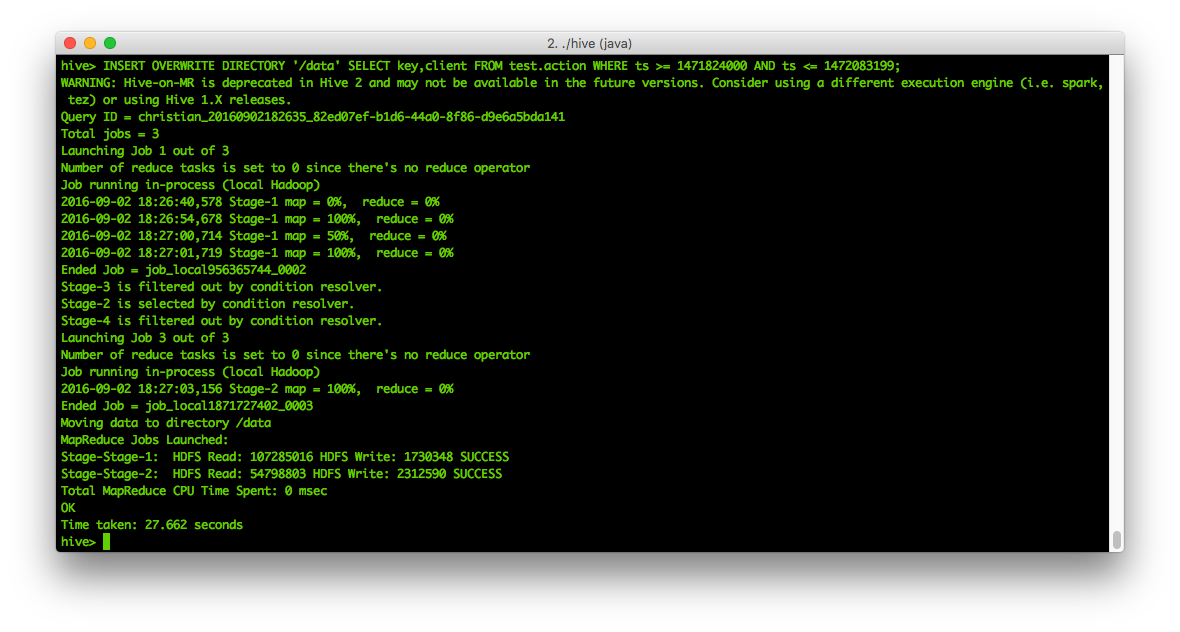 2. ./hive (java)
hive> INSERT OVERWRITE DIRECTORY '/data' SELECT key,client FROM test.action WHERE ts >= 1471824000 AND ts <= 1472083199;
WARNING: Hive-on-MR is deprecated in Hive 2 and may not be available in the future versions. Consider using a different execution engine (i.e. spark,
 tez) or using Hive 1.X releases.
Query ID = christian_20160902182635_82ed07ef-b1d6-44a0-8f86-d9e6a5bda141
Total jobs = 3
Launching Job 1 out of 3
Number of reduce tasks is set to 0 since there's no reduce operator
Job running in-process (local Hadoop)
2016-09-02 18:26:40,578 Stage-1 map = 0%,  reduce = 0%
2016-09-02 18:26:54,678 Stage-1 map = 100%,  reduce = 0%
2016-09-02 18:27:00,714 Stage-1 map = 50%,  reduce = 0%
2016-09-02 18:27:01,719 Stage-1 map = 100%,  reduce = 0%
Ended Job = job_local956365744_0002
Stage-3 is filtered out by condition resolver.
Stage-2 is selected by condition resolver.
Stage-4 is filtered out by condition resolver.
Launching Job 3 out of 3
Number of reduce tasks is set to 0 since there's no reduce operator
Job running in-process (local Hadoop)
2016-09-02 18:27:03,156 Stage-2 map = 100%,  reduce = 0%
Ended Job = job_local1871727402_0003
Moving data to directory /data
MapReduce Jobs Launched:
Stage-Stage-1:  HDFS Read: 107285016 HDFS Write: 1730348 SUCCESS
Stage-Stage-2:  HDFS Read: 54798803 HDFS Write: 2312590 SUCCESS
Total MapReduce CPU Time Spent: 0 msec
OK
Time taken: 27.662 seconds
hive>